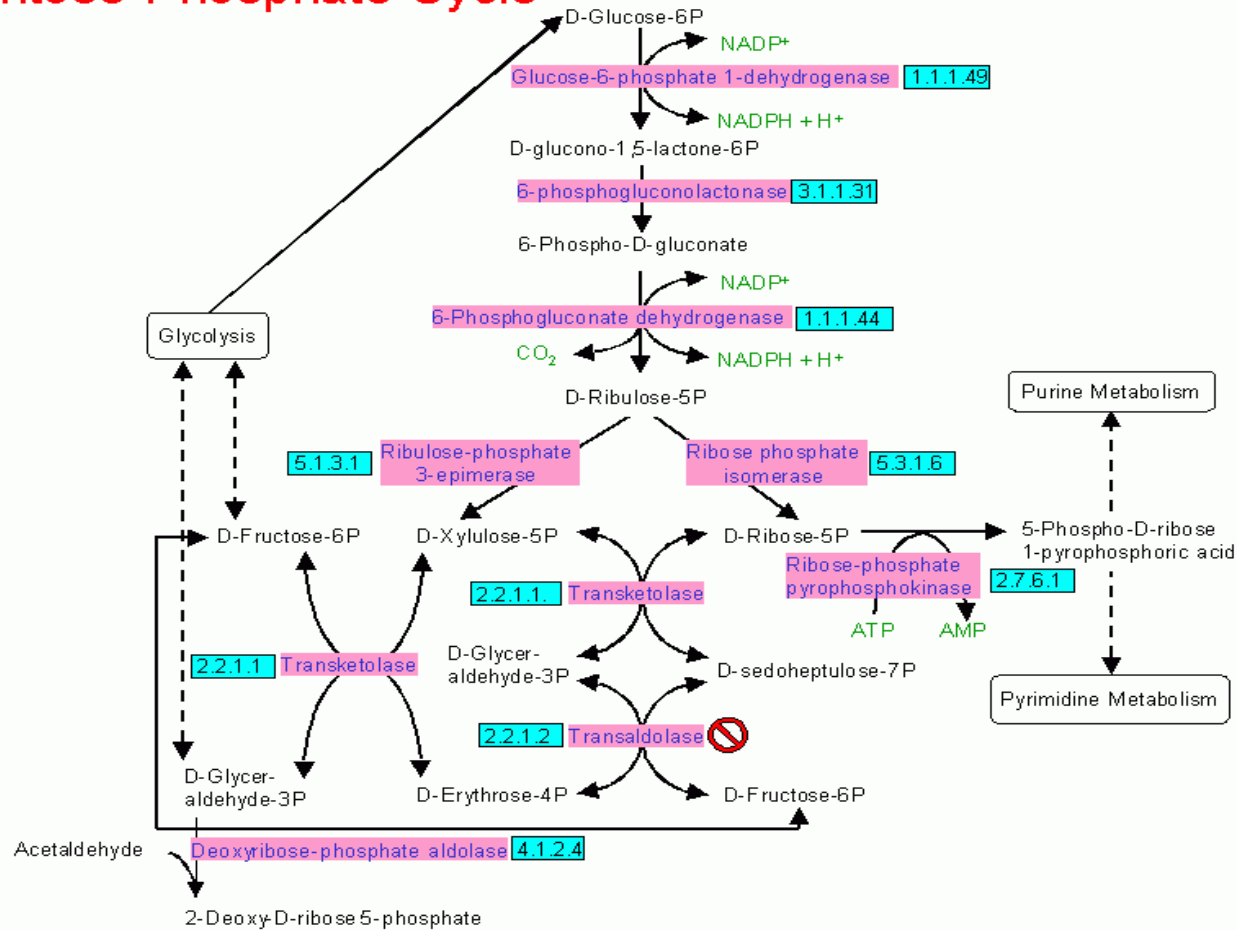 Phosphate Cycle
D-Glucose-6P
NADP+
Glucose-6-phosphate 1-dehydrogenase 1.1.1.49
NADPH + H+
D-glucono-1,5-lactone-6P
6-phosphogluconolactonase 3.1.1.31
6-Phospho-D-gluconate
NADP+
6-Phosphogluconate dehydrogenase 1.1.1.44
Glycolysis
CO2
NADPH + H+
D-Ribulose-5P
Purine Metabolism
5.1.3.1
Ribulose-phosphate
3-epimerase
Ribose phosphate
isomerase
5.3.1.6
D-Fructose-6P
D-Xylulose-5P
D-Ribose-5P
5-Phospho-D-ribose
1-pyrophosphoric acid
Ribose-phosphate
pyrophosphokinase
2.7.6.1
2.2.1.1. Transketolase
ATP
AMP
2.2.1.1 Transketolase
D-Glycer-
aldehyde-3P
D-sedoheptulose-7P
Pyrimidine Metabolism
2.2.1.2 Transaldolase
D-Glycer-
aldehyde-3P
D-Erythrose-4P
D-Fructose-6P
Acetaldehyde
Deoxyribose-phosphate aldolase 4.1.2.4
2-Deoxy-D-ribose 5-phosphate